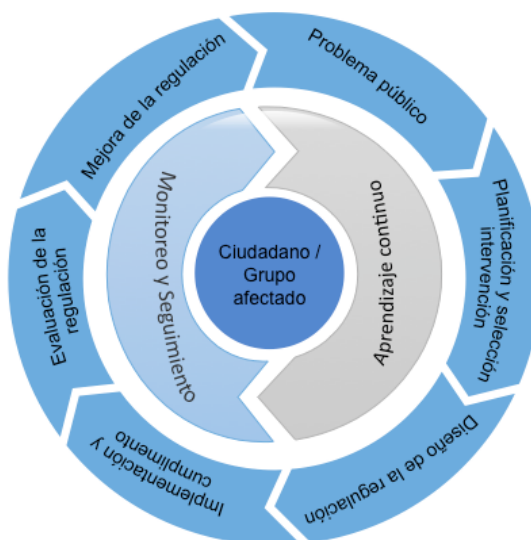 Problema público
Planificación y selección
intervención
Diseño de la regulación
Implementación y
cumplimento
Evaluación de la
regulación
Mejora de la regulación
Monitoreo y Seguimiento
Aprendizaje continuo
Ciudadano /
Grupo
afectado